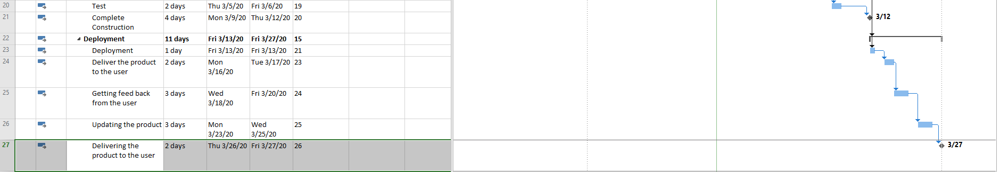 20 Test 2 days Thu 3/5/20 Fri 3/6/20 19
21 Complete 4 days Mon 3/9/20 Thu 3/12/20 20 3/12
Construction
22 Deployment 11 days Fri 3/13/20 Fri 3/27/20 15
23 Deployment 1 day Fri 3/13/20 Fri 3/13/20 21
24 Deliver the product 2 days Mon Tue 3/17/20 23
to the user 3/16/20
25 Getting feed back 3 days Wed Fri 3/20/20 24
from the user 3/18/20
26 Updating the product 3 days Mon Wed 25
3/23/20 3/25/20
27 Delivering the 2 days Thu 3/26/20 Fri 3/27/20 26 3/27
product to the user